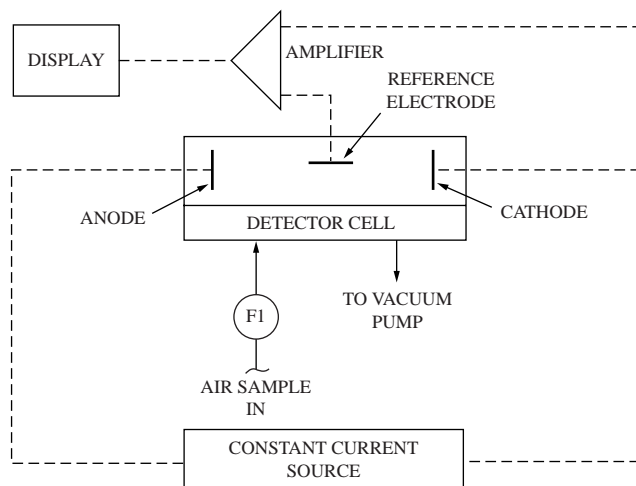 DISPLAY
AMPLIFIER
REFERENCE
ELECTRODE
ANODE
CATHODE
DETECTOR CELL
TO VACUUM
PUMP
F1
AIR SAMPLE
IN
CONSTANT CURRENT
SOURCE